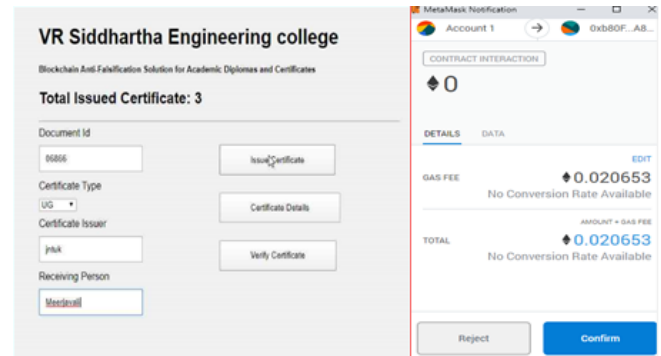 VR Siddhartha Engineering college
Blockchain Anti-Falsification Solution for Academic Diplomas and Certificates
Total Issued Certificate: 3
Document Id
06866
Issue Certificate
Certificate Type
UG
Certificate Details
Certificate Issuer
jntuk
Verify Certificate
Receiving Person
Meerjavali
MetaMask Notification
Account 1
0xb80F...A8...
CONTRACT INTERACTION
0
DETAILS
DATA
EDIT
GAS FEE
0.020653
No Conversion Rate Available
AMOUNT + GAS FEE
TOTAL
0.020653
No Conversion Rate Available
Reject
Confirm